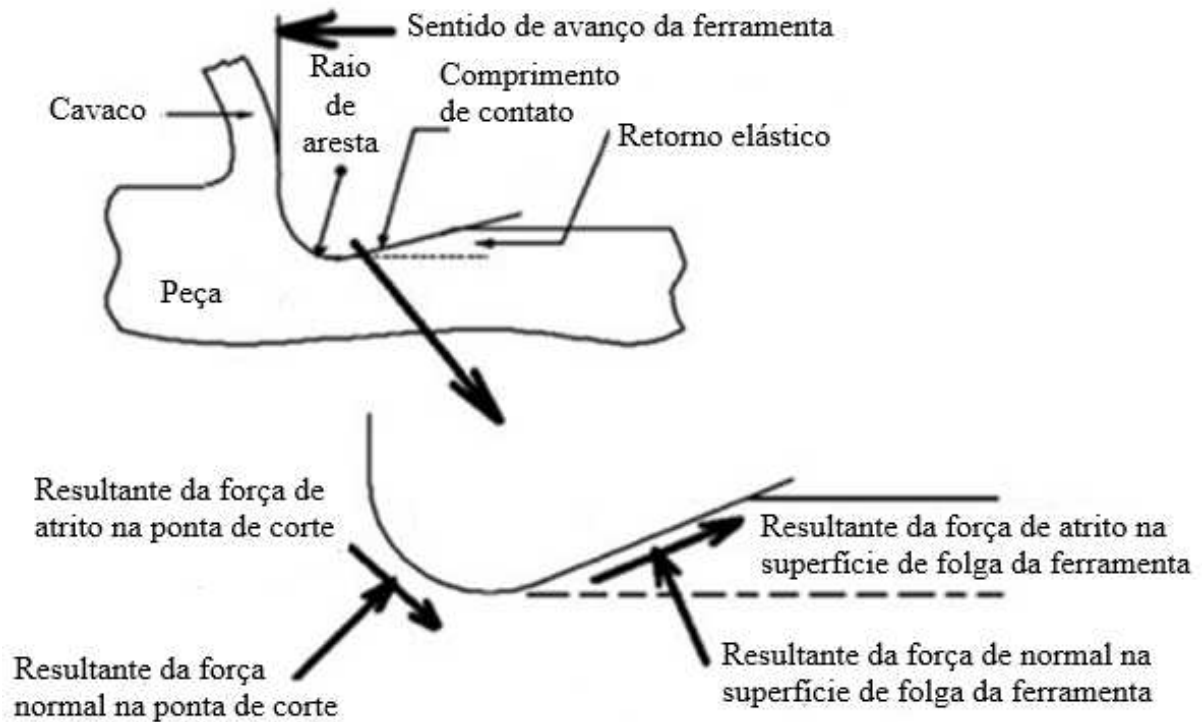 Sentido de avanço da ferramenta
Raio
de
aresta
Comprimento
de contato
Cavaco
Retorno elástico
Peça
Resultante da força de
atrito na ponta de corte
Resultante da força de atrito na
superfície de folga da ferramenta
Resultante da força
normal na ponta de corte
Resultante da força de normal na
superfície de folga da ferramenta